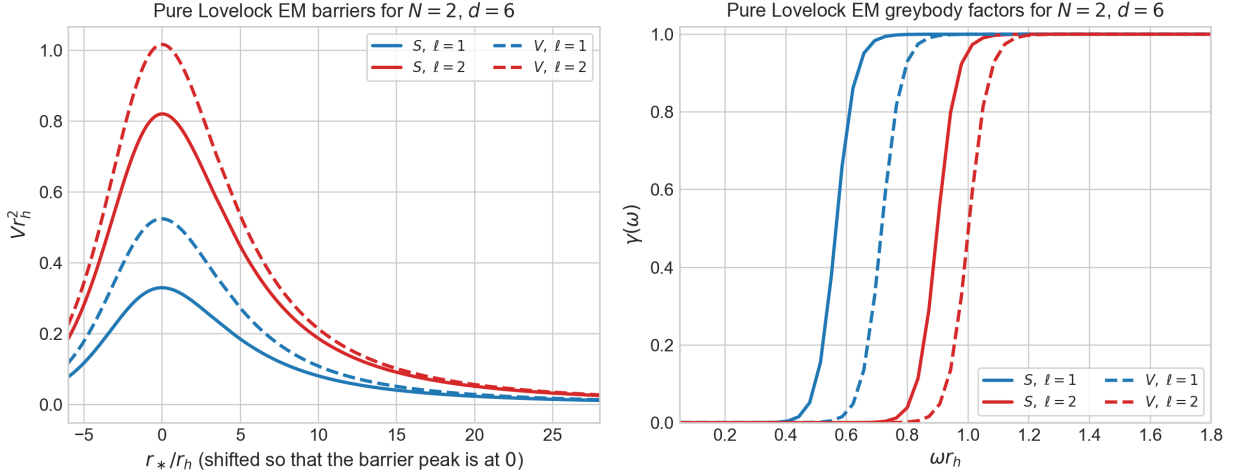 Pure Lovelock EM barriers for N = 2, d = 6
S, ℓ = 1
V, ℓ = 1
S, ℓ = 2
V, ℓ = 2
1.0
0.8
0.6
0.4
0.2
0.0
Vr_h^2
−5
0
5
10
15
20
25
r_*/r_h (shifted so that the barrier peak is at 0)
Pure Lovelock EM greybody factors for N = 2, d = 6
1.0
0.8
0.6
0.4
0.2
0.0
γ(ω)
S, ℓ = 1
V, ℓ = 1
S, ℓ = 2
V, ℓ = 2
0.2
0.4
0.6
0.8
1.0
1.2
1.4
1.6
1.8
ωr_h